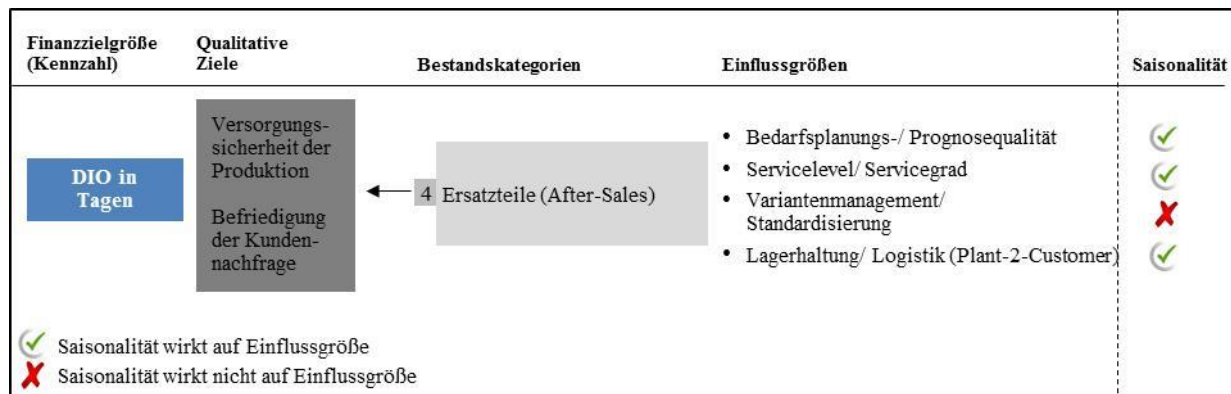 Finanzzielgröße
(Kennzahl)
Qualitative
Ziele
Bestandskategorien
Einflussgrößen
Saisonalität
DIO in
Tagen
Versorgungs-
sicherheit der
Produktion
Befriedigung
der Kunden-
nachfrage
4 Ersatzteile (After-Sales)
• Bedarfsplanungs-/ Prognosequalität
• Servicelevel/ Servicegrad
• Variantenmanagement/
Standardisierung
• Lagerhaltung/ Logistik (Plant-2-Customer)
Saisonalität wirkt auf Einflussgröße
Saisonalität wirkt nicht auf Einflussgröße